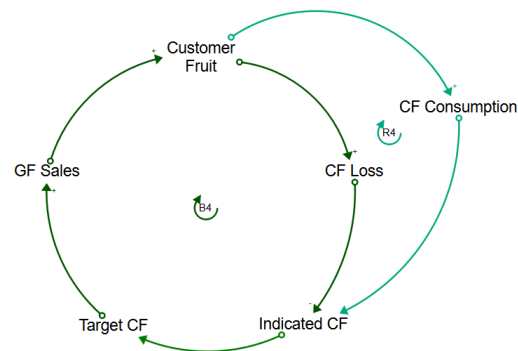 Customer
Fruit
+
+
CF Consumption
R4
GF Sales
+
CF Loss
+
B4
-
Target CF
Indicated CF